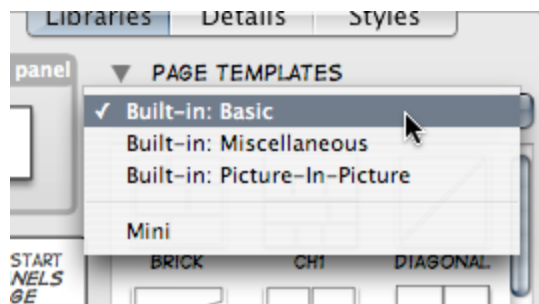 Libraries Details Styles
panel
▼ PAGE TEMPLATES
✓ Built-in: Basic
Built-in: Miscellaneous
Built-in: Picture-In-Picture
Mini
BRICK CH1 DIAGONAL
START
NELS
GE